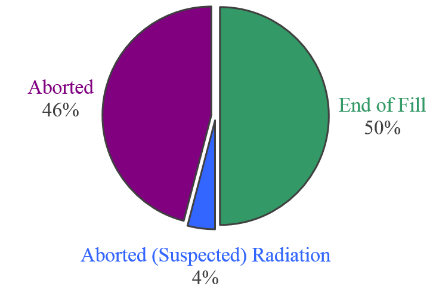 Aborted
46%
End of Fill
50%
Aborted (Suspected) Radiation
4%